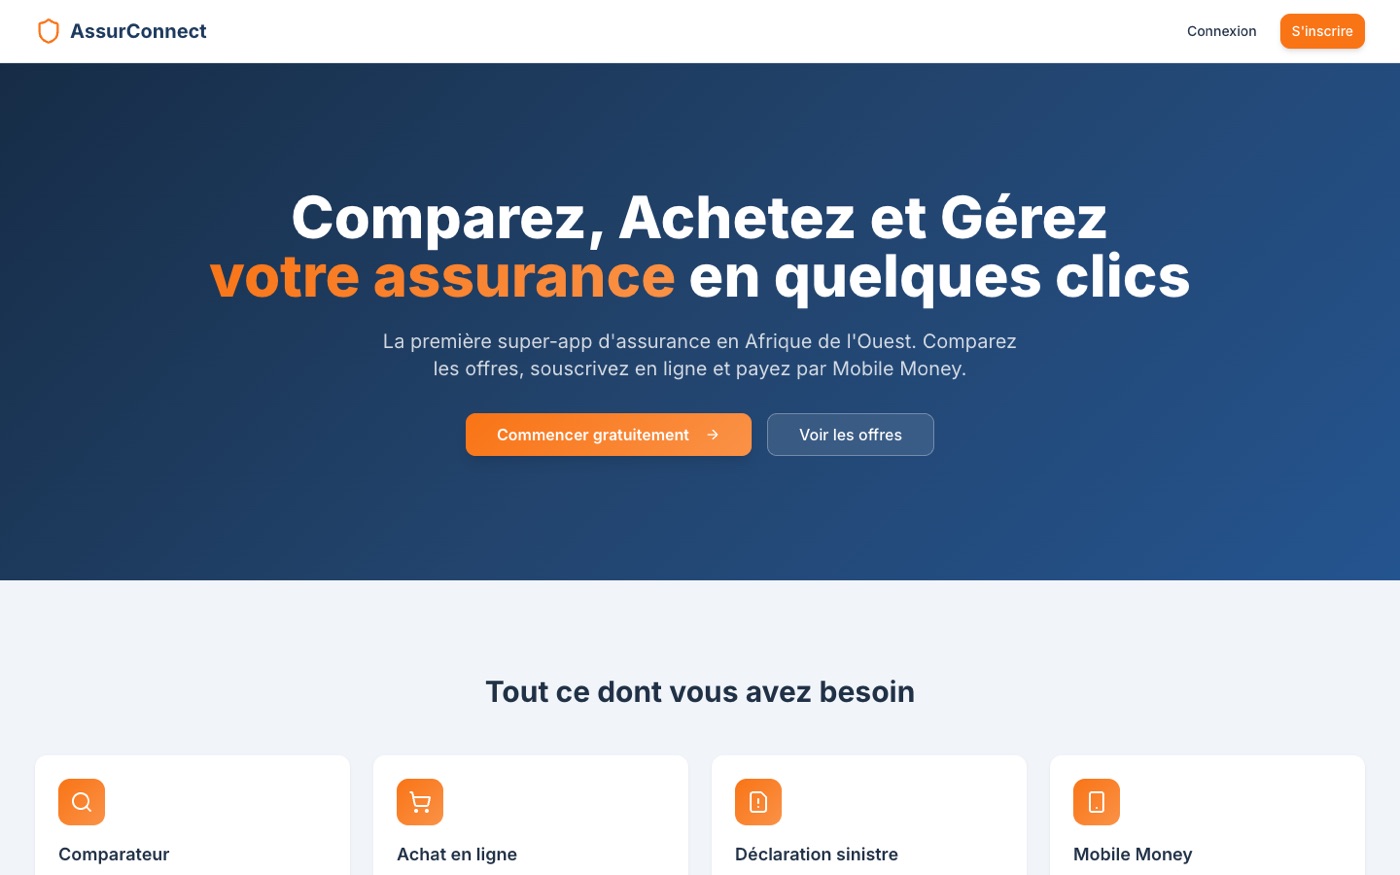 AssurConnect
Connexion
S'inscrire
Comparez, Achetez et Gérez
votre assurance en quelques clics
La première super-app d'assurance en Afrique de l'Ouest. Comparez
les offres, souscrivez en ligne et payez par Mobile Money.
Commencer gratuitement
Voir les offres
Tout ce dont vous avez besoin
Comparateur
Achat en ligne
Déclaration sinistre
Mobile Money